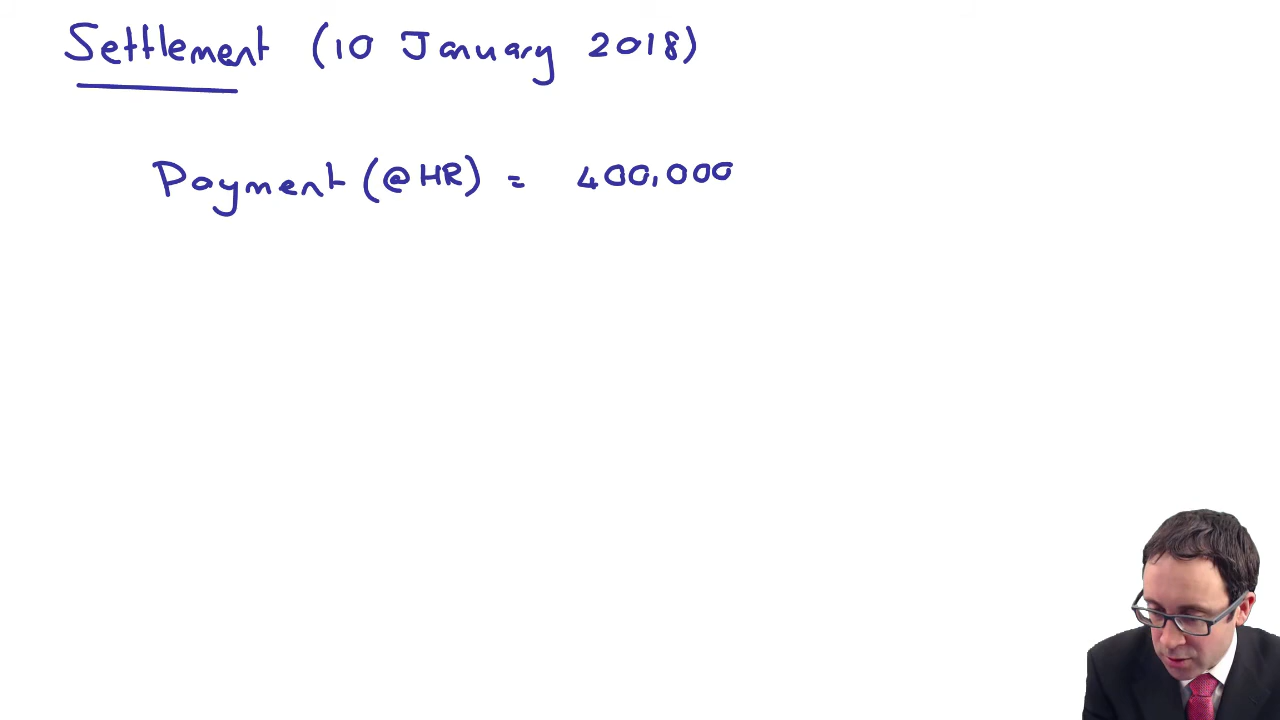 Settlement (10 January 2018)
Payment (@HR) = 400,000